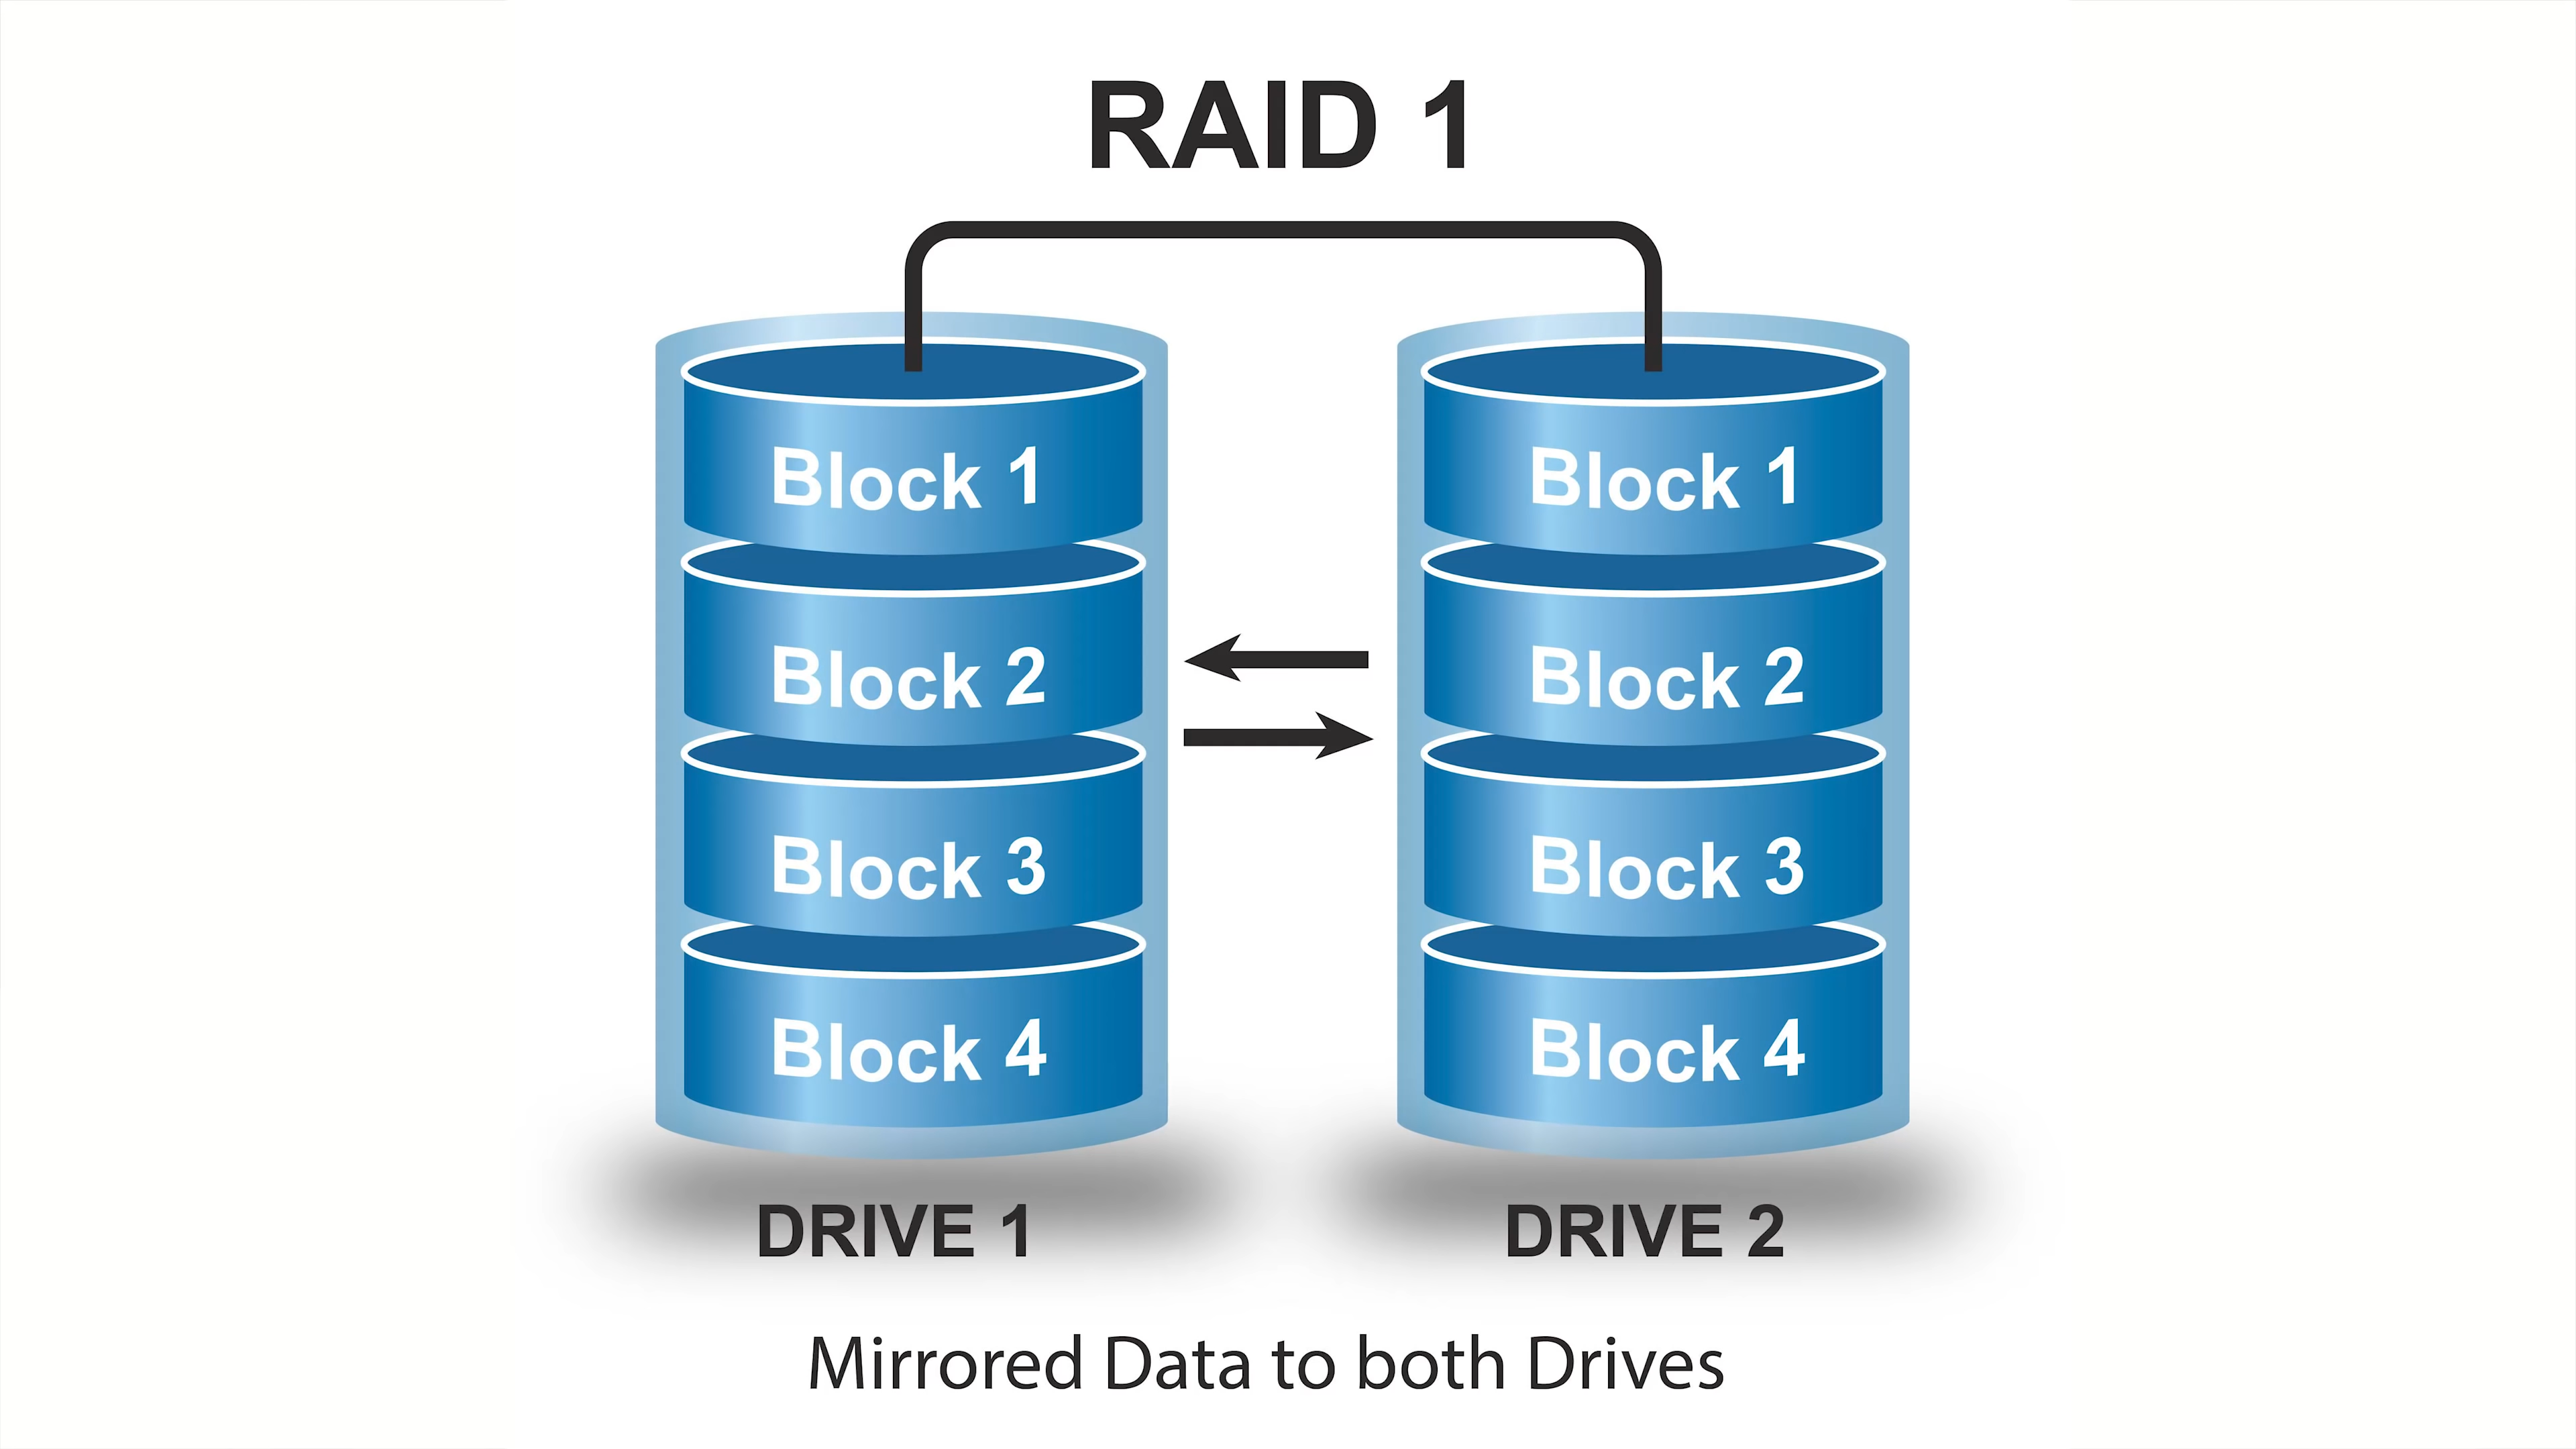 RAID 1
Block 1
Block 2
Block 3
Block 4
DRIVE 1
Block 1
Block 2
Block 3
Block 4
DRIVE 2
Mirrored Data to both Drives